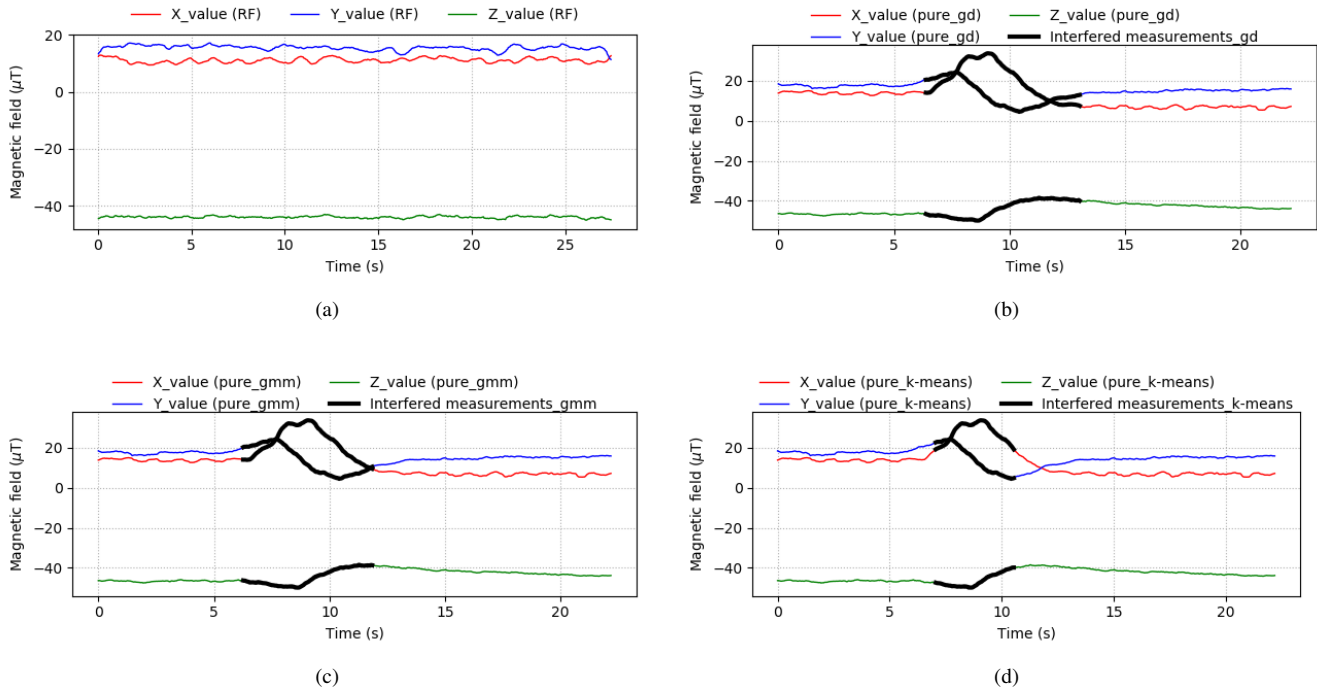 X_value (RF) Y_value (RF) Z_value (RF)
20
0
−20
−40
Magnetic field (μT)
0 5 10 15 20 25
Time (s)
(a)
X_value (pure_gd) Z_value (pure_gd)
Y_value (pure_gd) Interfered measurements_gd
20
0
−20
−40
Magnetic field (μT)
0 5 10 15 20
Time (s)
(b)
X_value (pure_gmm) Z_value (pure_gmm)
Y_value (pure_gmm) Interfered measurements_gmm
20
0
−20
−40
Magnetic field (μT)
0 5 10 15 20
Time (s)
(c)
X_value (pure_k-means) Z_value (pure_k-means)
Y_value (pure_k-means) Interfered measurements_k-means
20
0
−20
−40
Magnetic field (μT)
0 5 10 15 20
Time (s)
(d)